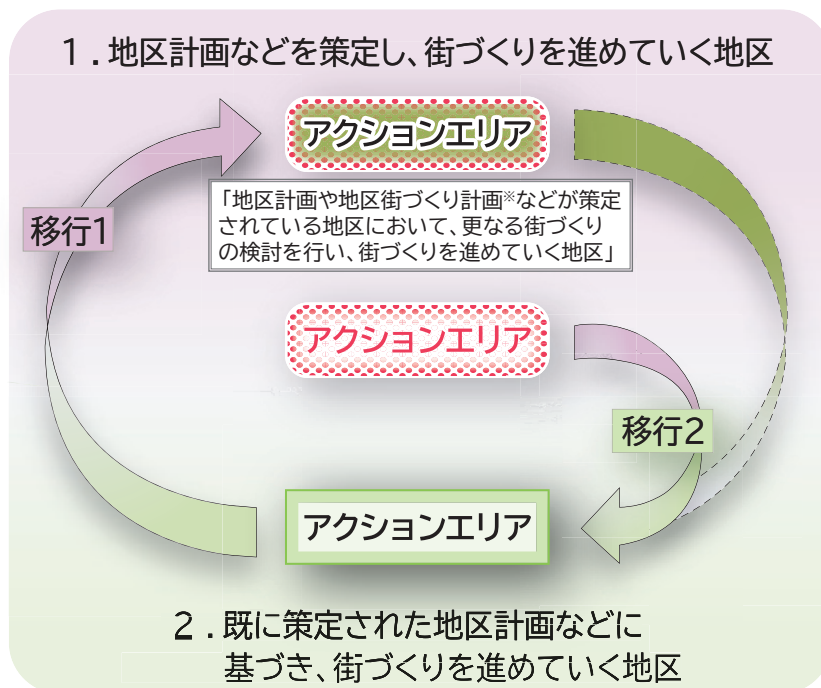 1．地区計画などを策定し、街づくりを進めていく地区
アクションエリア
「地区計画や地区街づくり計画※などが策定
されている地区において、更なる街づくり
の検討を行い、街づくりを進めていく地区」
移行1
アクションエリア
移行2
アクションエリア
2．既に策定された地区計画などに
基づき、街づくりを進めていく地区